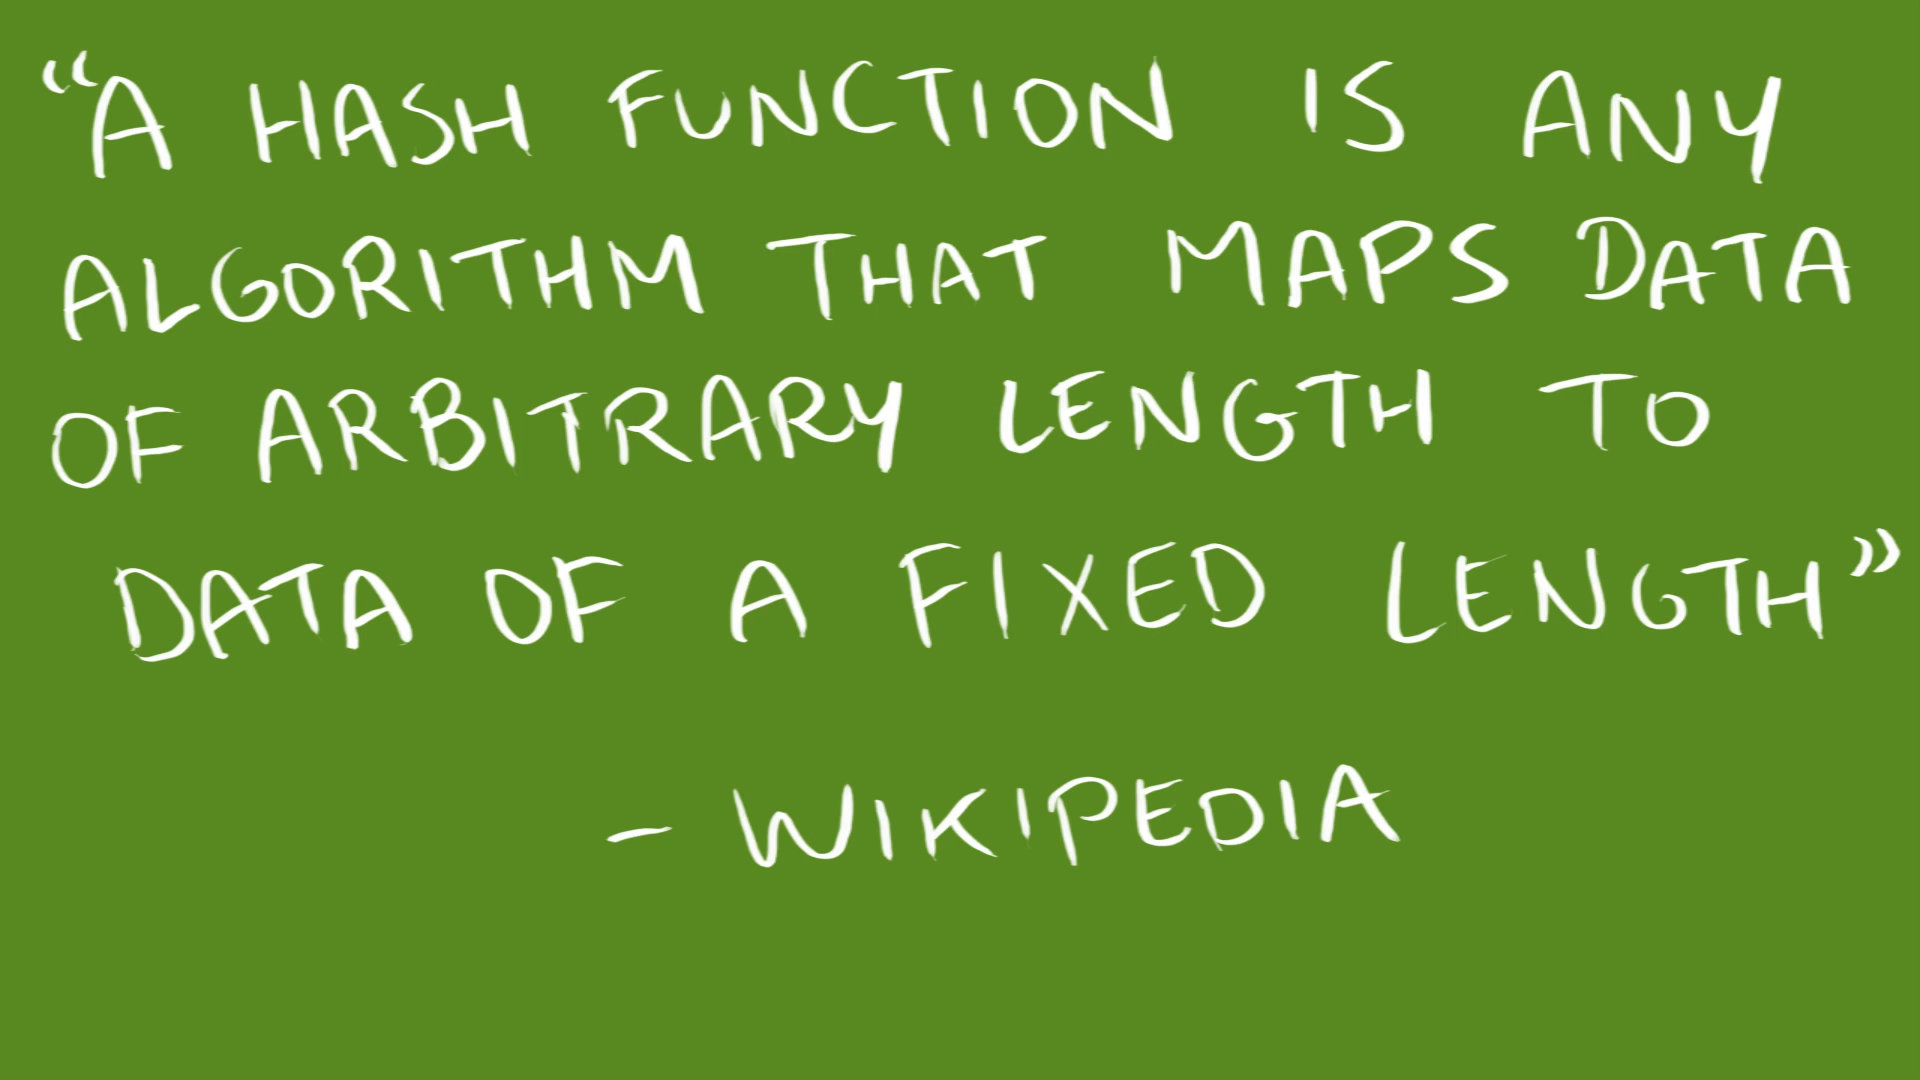 “A HASH FUNCTION IS ANY
ALGORITHM THAT MAPS DATA
OF ARBITRARY LENGTH TO
DATA OF A FIXED LENGTH”
- WIKIPEDIA